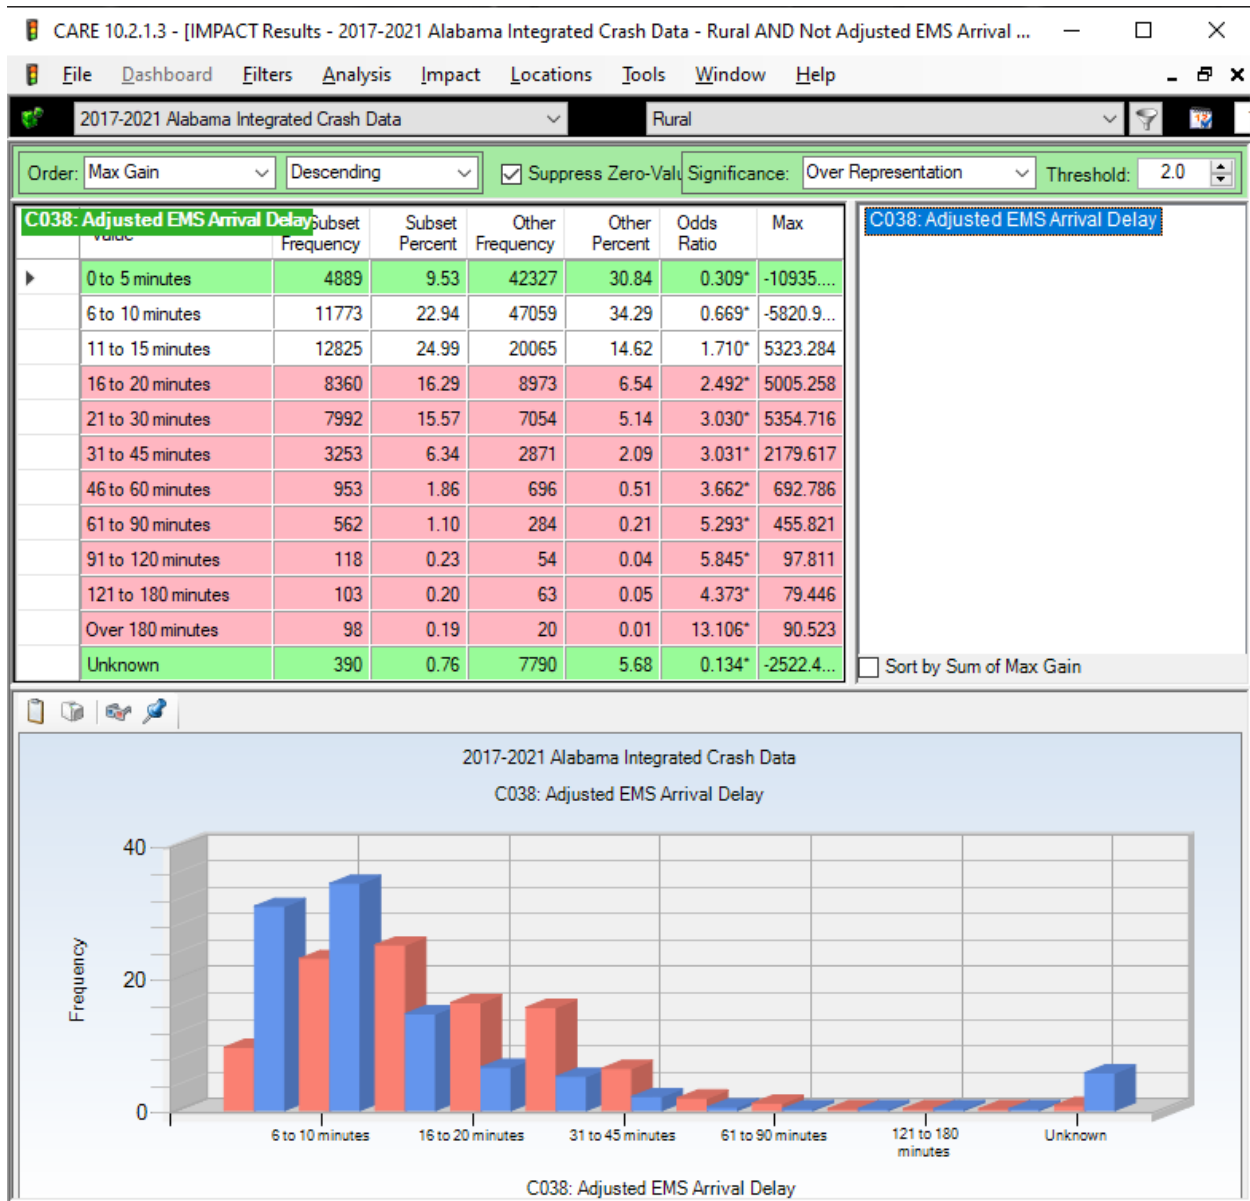 CARE 10.2.1.3 - [IMPACT Results - 2017-2021 Alabama Integrated Crash Data - Rural AND Not Adjusted EMS Arrival ...
File Dashboard Filters Analysis Impact Locations Tools Window Help
2017-2021 Alabama Integrated Crash Data Rural
Order: Max Gain Descending Suppress Zero-Valu Significance: Over Representation Threshold: 2.0
C038: Adjusted EMS Arrival Delay Subset Frequency Subset Percent Other Frequency Other Percent Odds Ratio Max
0 to 5 minutes 4889 9.53 42327 30.84 0.309* -10935....
6 to 10 minutes 11773 22.94 47059 34.29 0.669* -5820.9...
11 to 15 minutes 12825 24.99 20065 14.62 1.710* 5323.284
16 to 20 minutes 8360 16.29 8973 6.54 2.492* 5005.258
21 to 30 minutes 7992 15.57 7054 5.14 3.030* 5354.716
31 to 45 minutes 3253 6.34 2871 2.09 3.031* 2179.617
46 to 60 minutes 953 1.86 696 0.51 3.662* 692.786
61 to 90 minutes 562 1.10 284 0.21 5.293* 455.821
91 to 120 minutes 118 0.23 54 0.04 5.845* 97.811
121 to 180 minutes 103 0.20 63 0.05 4.373* 79.446
Over 180 minutes 98 0.19 20 0.01 13.106* 90.523
Unknown 390 0.76 7790 5.68 0.134* -2522.4...
C038: Adjusted EMS Arrival Delay
Sort by Sum of Max Gain
2017-2021 Alabama Integrated Crash Data
C038: Adjusted EMS Arrival Delay
Frequency
40
20
0
6 to 10 minutes 16 to 20 minutes 31 to 45 minutes 61 to 90 minutes 121 to 180 minutes Unknown
C038: Adjusted EMS Arrival Delay